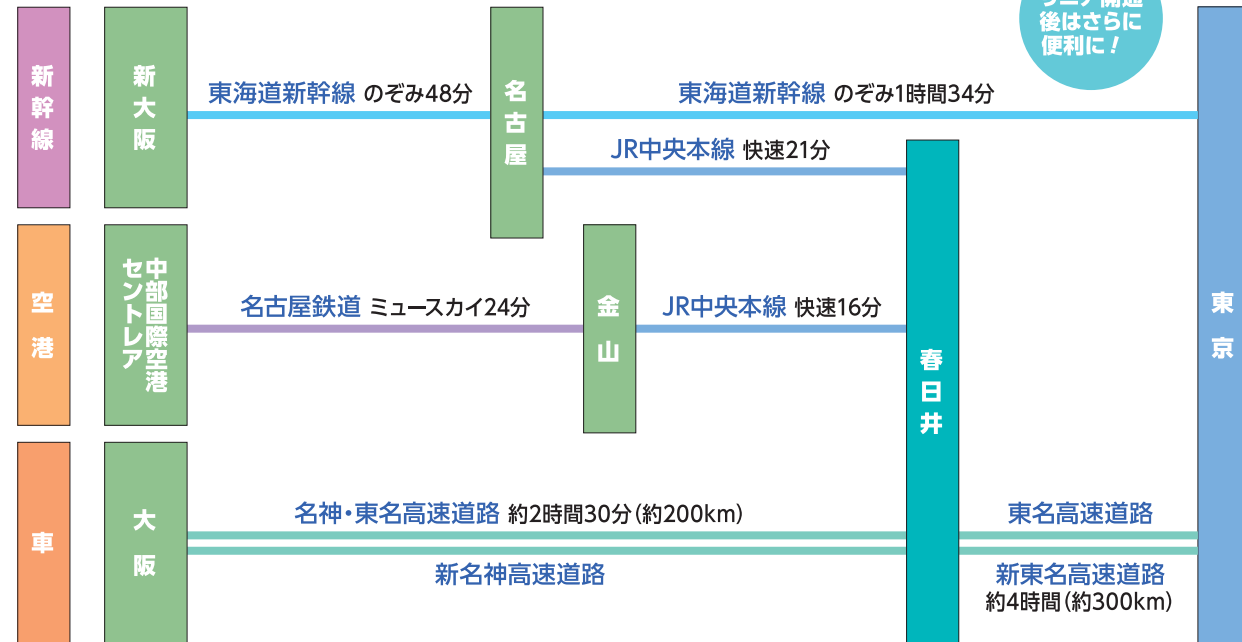 後はさらに
便利に！
新幹線
新大阪
東海道新幹線 のぞみ48分
名古屋
東海道新幹線 のぞみ1時間34分
JR中央本線 快速21分
空港
中部国際空港
セントレア
名古屋鉄道 ミュースカイ24分
金山
JR中央本線 快速16分
春日井
東京
車
大阪
名神・東名高速道路 約2時間30分（約200km）
新名神高速道路
東名高速道路
新東名高速道路
約4時間（約300km）